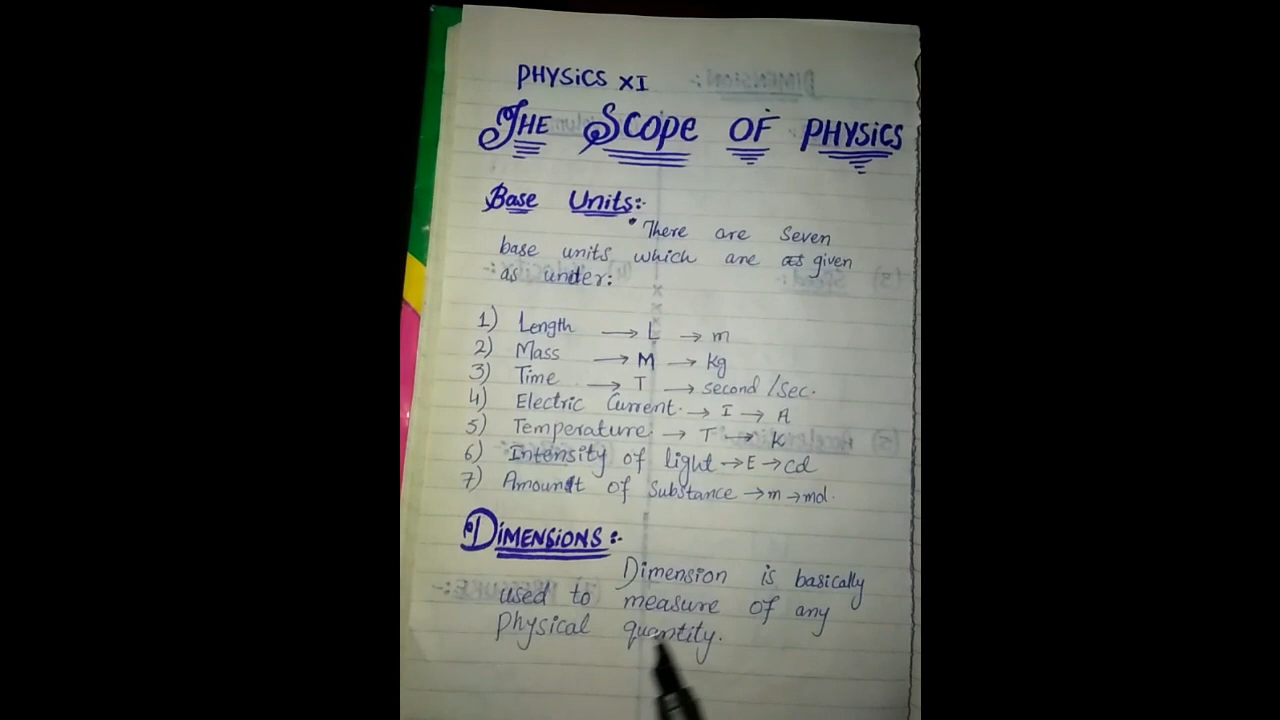 PHYSICS XI
THE SCOPE OF PHYSICS
Base Units:-
There are seven
base units which are as given
as under:
1) Length → L → m
2) Mass → M → kg
3) Time → T → second/sec.
4) Electric Current → I → A
5) Temperature → T → K
6) Intensity of light → E → cd
7) Amount of Substance → m → mol.
DIMENSIONS:-
Dimension is basically
used to measure of any
physical quantity.